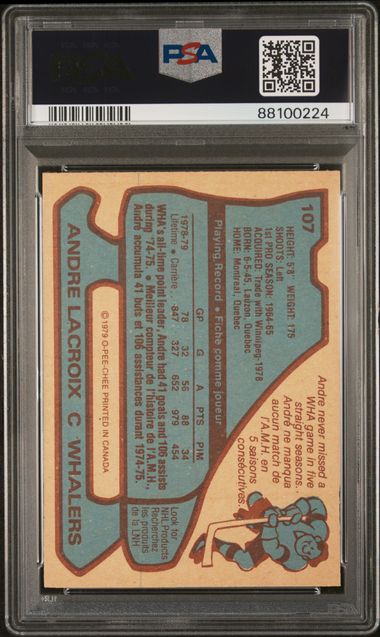 PSA
88100224
107
HEIGHT: 5'8" WEIGHT: 175
SHOOTS: Left
1st PRO SEASON: 1964-65
ACQUIRED: Trade with Winnipeg-1978
BORN: 6-5-45, Lauzon, Quebec
HOME: Montreal, Quebec
Andre never missed a
WHA game in five
straight seasons.
André ne manqua
aucun match de
l'A.M.H. en
5 saisons
consécutives.
Playing Record • Fiche comme joueur
GP G A PTS PIM
1978-79 78 32 56 88 34
Lifetime • Carrière 847 327 652 979 454
WHA's all-time point leader, Andre had 41 goals and 106 assists
during '74-75. • Meilleur compteur de l'histoire de l'A.M.H.,
André accumula 41 buts et 106 assistances durant 1974-75.
Look for
NHL Products
Recherchez
les produits
de la LNH
© 1979 O-PEE-CHEE PRINTED IN CANADA
ANDRE LACROIX C WHALERS